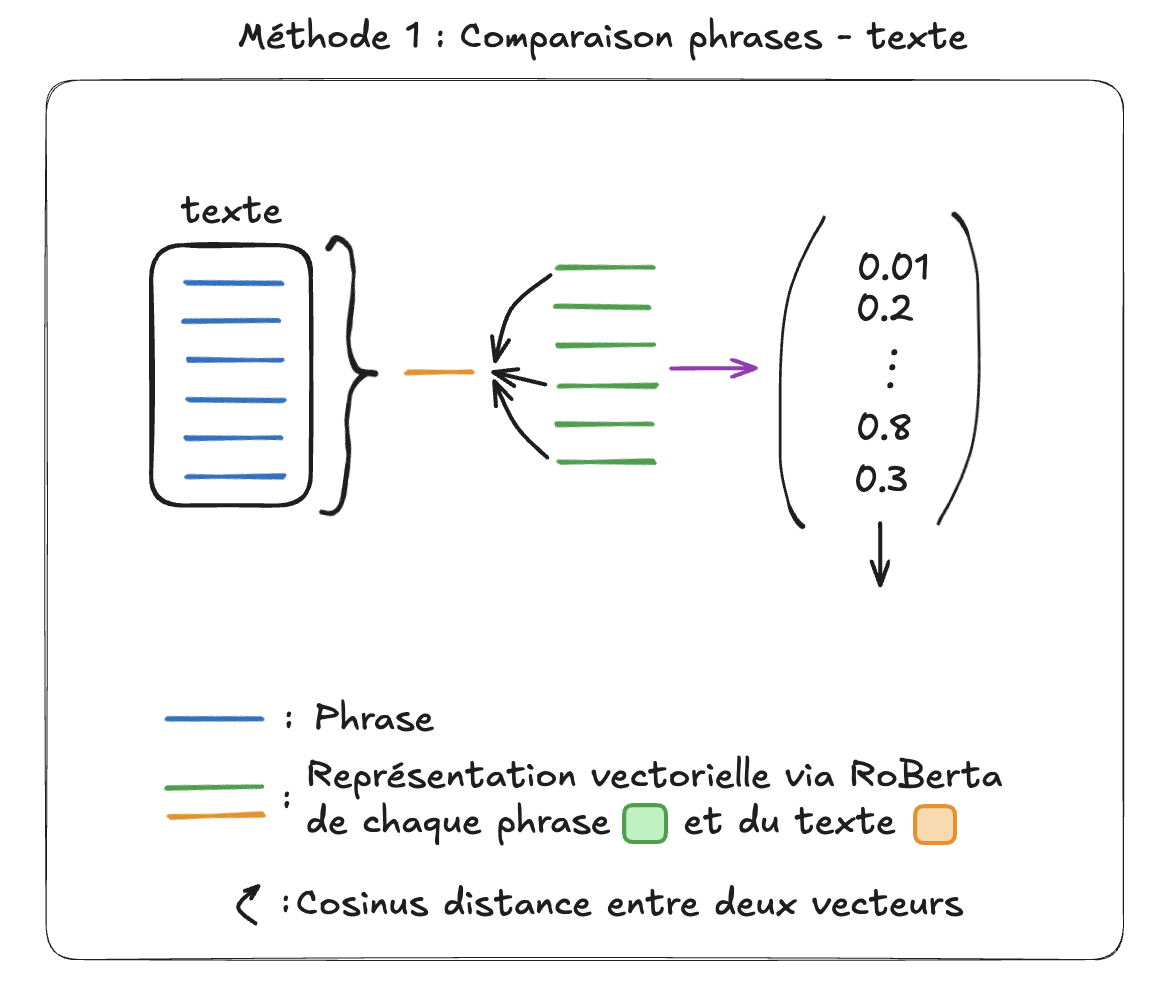 Méthode 1 : Comparaison phrases - texte
texte
0.01
0.2
⋮
0.8
0.3
: Phrase
: Représentation vectorielle via RoBerta
de chaque phrase et du texte
: Cosinus distance entre deux vecteurs